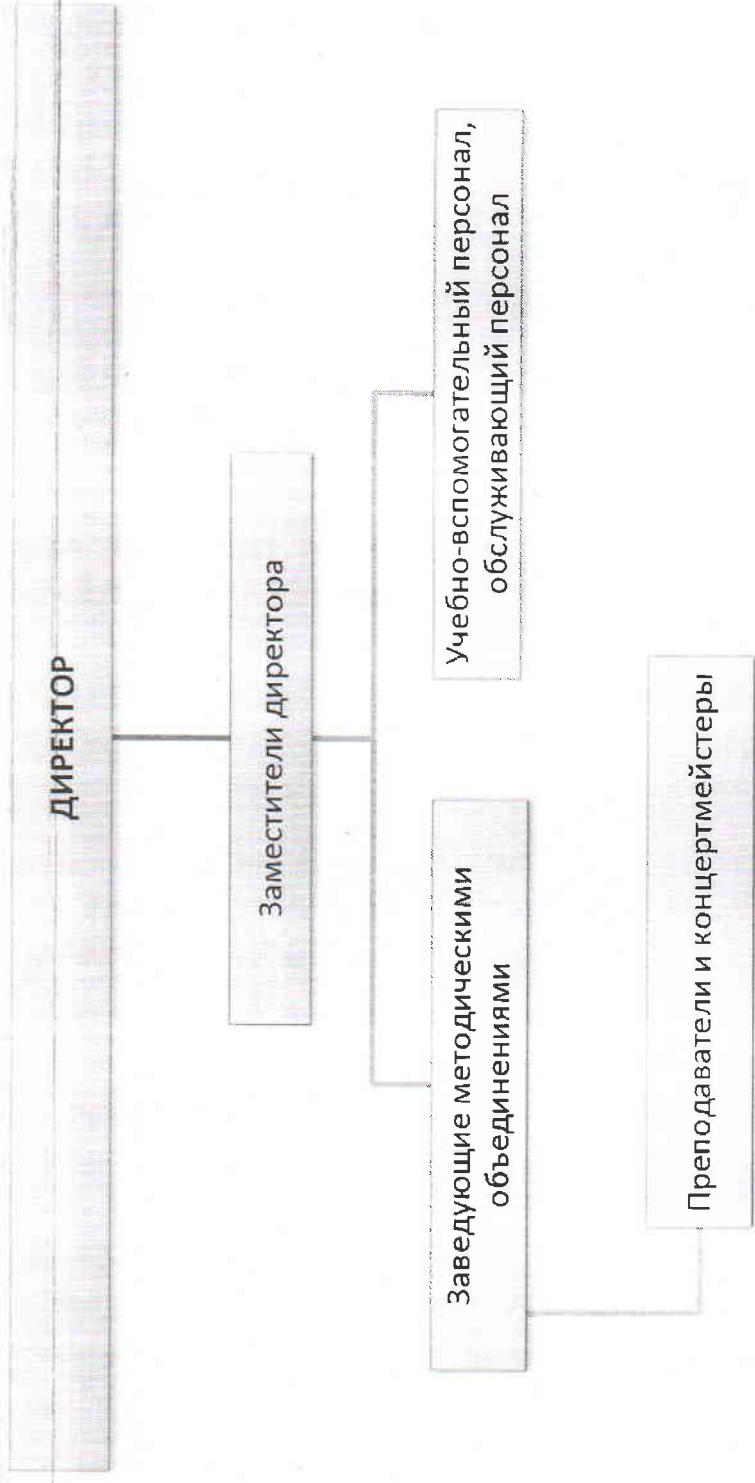 ДИРЕКТОР
Заместители директора
Заведующие методическими
объединениями
Учебно-вспомогательный персонал,
обслуживающий персонал
Преподаватели и концертмейстеры